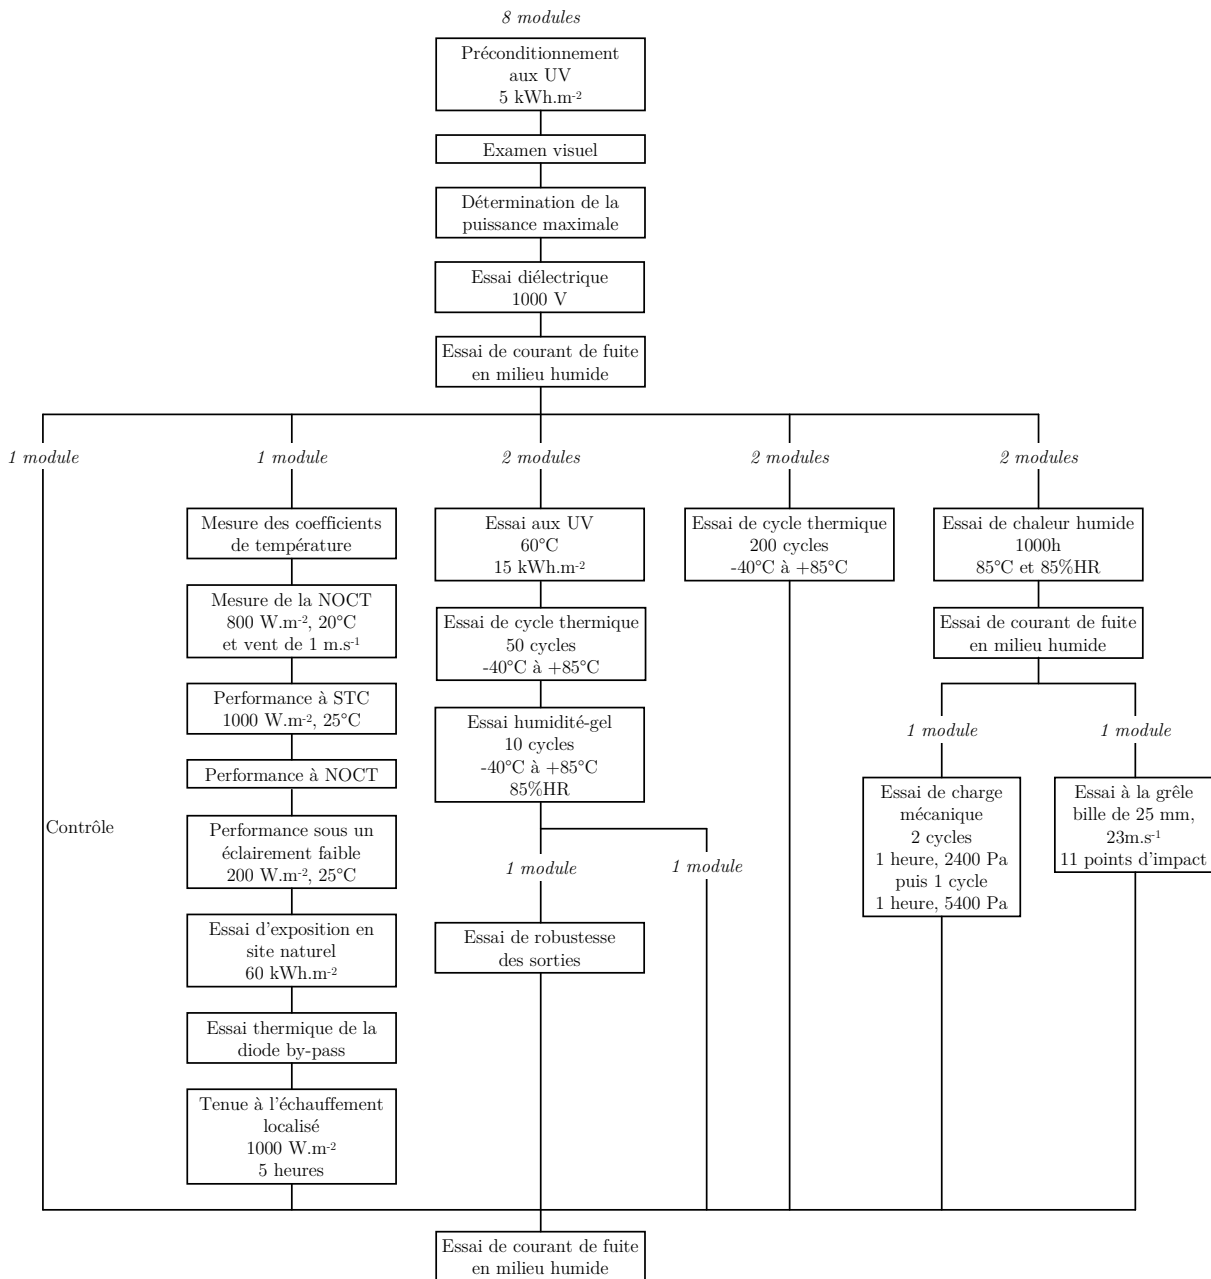 8 modules
Préconditionnement
aux UV
5 kWh.m-2
Examen visuel
Détermination de la
puissance maximale
Essai diélectrique
1000 V
Essai de courant de fuite
en milieu humide
1 module
1 module
2 modules
2 modules
2 modules
Contrôle
Mesure des coefficients
de température
Mesure de la NOCT
800 W.m-2, 20°C
et vent de 1 m.s-1
Performance à STC
1000 W.m-2, 25°C
Performance à NOCT
Performance sous un
éclairement faible
200 W.m-2, 25°C
Essai d'exposition en
site naturel
60 kWh.m-2
Essai thermique de la
diode by-pass
Tenue à l'échauffement
localisé
1000 W.m-2
5 heures
Essai aux UV
60°C
15 kWh.m-2
Essai de cycle thermique
50 cycles
-40°C à +85°C
Essai humidité-gel
10 cycles
-40°C à +85°C
85%HR
1 module
1 module
Essai de robustesse
des sorties
Essai de cycle thermique
200 cycles
-40°C à +85°C
Essai de chaleur humide
1000h
85°C et 85%HR
Essai de courant de fuite
en milieu humide
1 module
1 module
Essai de charge
mécanique
2 cycles
1 heure, 2400 Pa
puis 1 cycle
1 heure, 5400 Pa
Essai à la grêle
bille de 25 mm,
23m.s-1
11 points d'impact
Essai de courant de fuite
en milieu humide